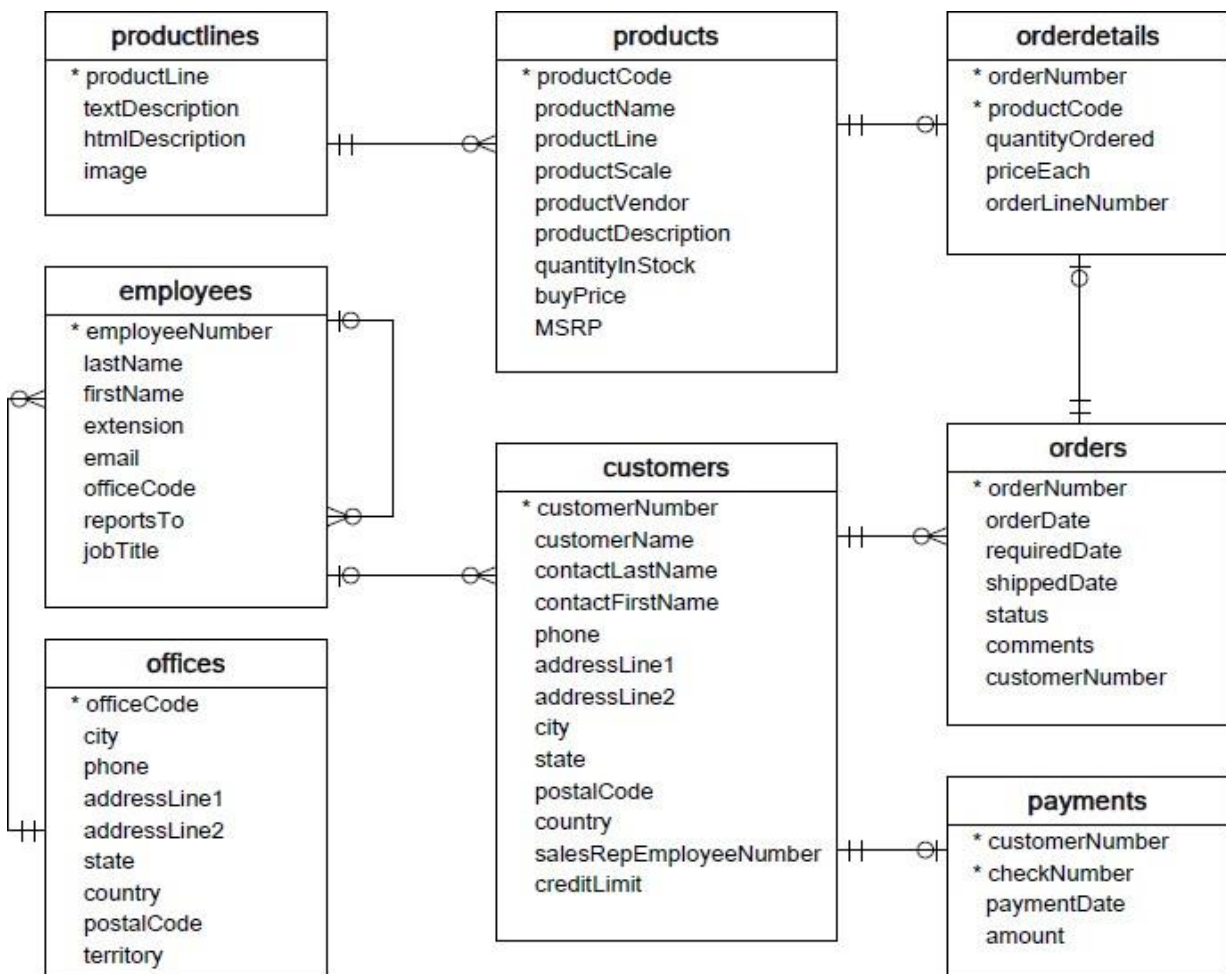 productlines
* productLine
textDescription
htmlDescription
image
products
* productCode
productName
productLine
productScale
productVendor
productDescription
quantityInStock
buyPrice
MSRP
orderdetails
* orderNumber
* productCode
quantityOrdered
priceEach
orderLineNumber
employees
* employeeNumber
lastName
firstName
extension
email
officeCode
reportsTo
jobTitle
customers
* customerNumber
customerName
contactLastName
contactFirstName
phone
addressLine1
addressLine2
city
state
postalCode
country
salesRepEmployeeNumber
creditLimit
orders
* orderNumber
orderDate
requiredDate
shippedDate
status
comments
customerNumber
offices
* officeCode
city
phone
addressLine1
addressLine2
state
country
postalCode
territory
payments
* customerNumber
* checkNumber
paymentDate
amount